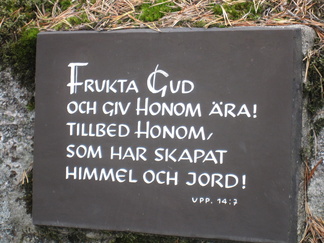 FRUKTA GUD
OCH GIV HONOM ÄRA!
TILLBED HONOM,
SOM HAR SKAPAT
HIMMEL OCH JORD!
UPP. 14:7